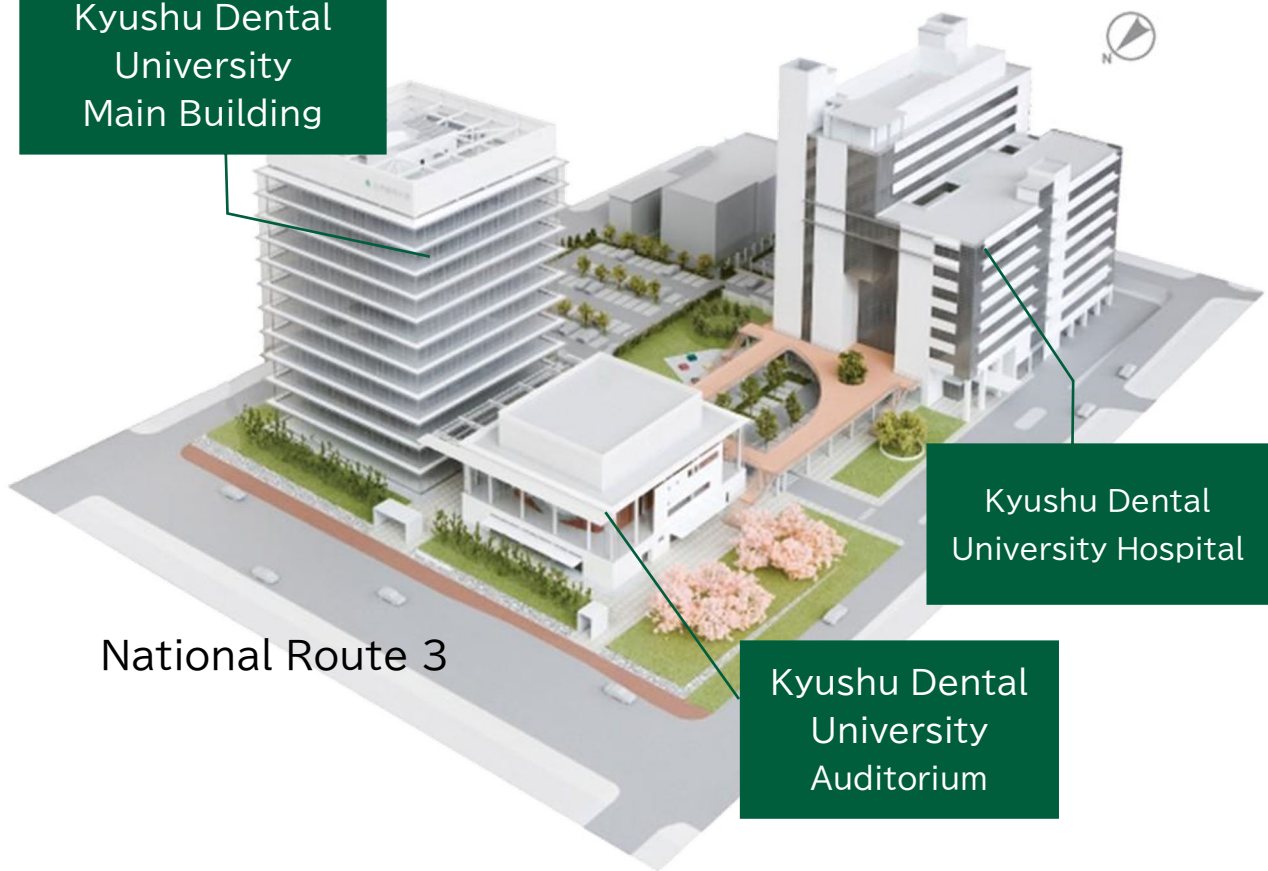 Kyushu Dental
University
Main Building
N
Kyushu Dental
University Hospital
National Route 3
Kyushu Dental
University
Auditorium